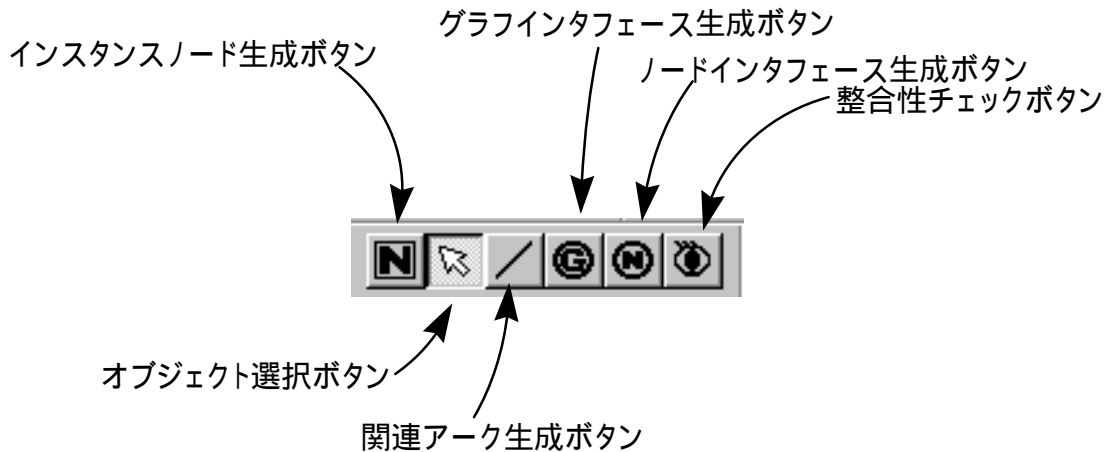 グラフインタフェース生成ボタン
インスタンスノード生成ボタン
ノードインタフェース生成ボタン
整合性チェックボタン
N
G
N
オブジェクト選択ボタン
関連アーク生成ボタン